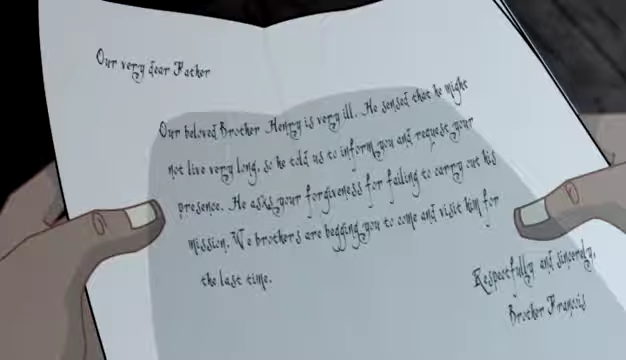 Our very dear Father
Our beloved Brother Henry is very ill. He sensed that he might
not live very long, so he told us to inform you and request your
presence. He asks your forgiveness for failing to carry out his
mission. We brothers are begging you to come and visit him for
the last time.
Respectfully and sincerely,
Brother Francis